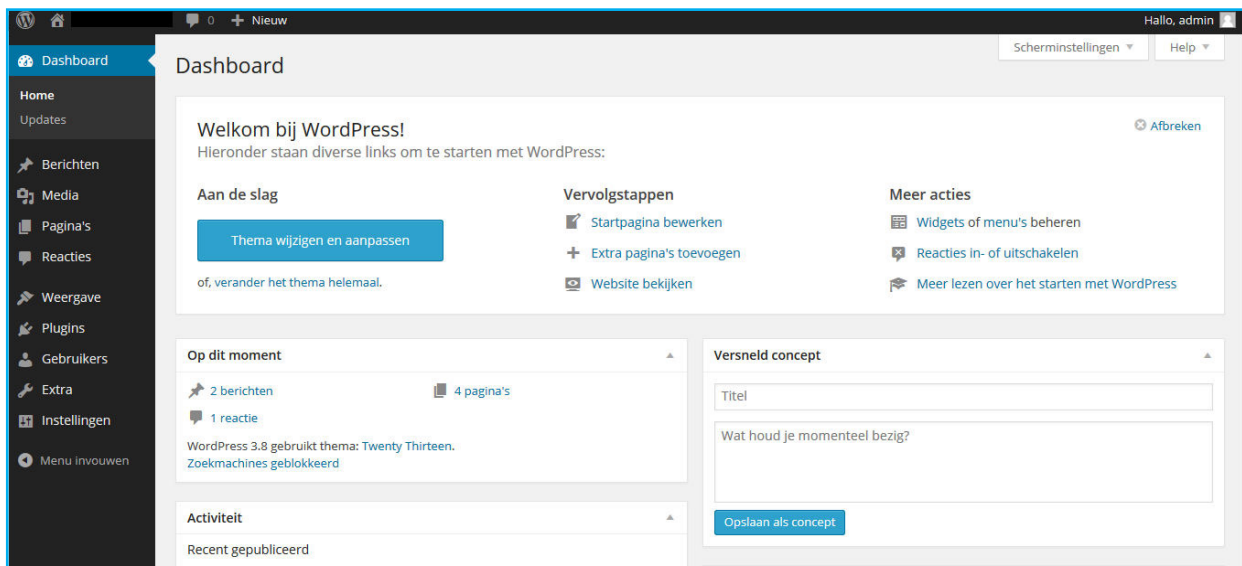 0 Nieuw Hallo, admin
Scherminstellingen Help
Dashboard
Home
Updates
Berichten
Media
Pagina's
Reacties
Weergave
Plugins
Gebruikers
Extra
Instellingen
Menu invouwen
Dashboard
Welkom bij WordPress!
Afbreken
Hieronder staan diverse links om te starten met WordPress:
Aan de slag
Thema wijzigen en aanpassen
of, verander het thema helemaal.
Vervolgstappen
Startpagina bewerken
Extra pagina's toevoegen
Website bekijken
Meer acties
Widgets of menu's beheren
Reacties in- of uitschakelen
Meer lezen over het starten met WordPress
Op dit moment
2 berichten 4 pagina's
1 reactie
WordPress 3.8 gebruikt thema: Twenty Thirteen.
Zoekmachines geblokkeerd
Activiteit
Recent gepubliceerd
Versneld concept
Titel
Wat houd je momenteel bezig?
Opslaan als concept